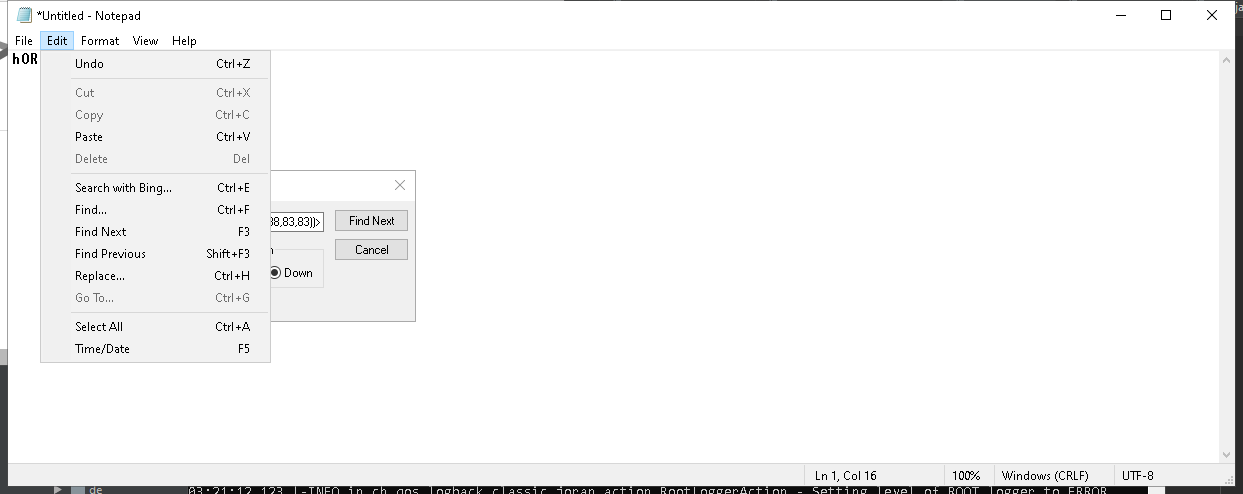 *Untitled - Notepad
File Edit Format View Help
hOR
Undo Ctrl+Z
Cut Ctrl+X
Copy Ctrl+C
Paste Ctrl+V
Delete Del
Search with Bing... Ctrl+E
Find... Ctrl+F
Find Next F3
Find Previous Shift+F3
Replace... Ctrl+H
Go To... Ctrl+G
Select All Ctrl+A
Time/Date F5
38,83,83))>
Find Next
Cancel
Down
Ln 1, Col 16
100%
Windows (CRLF)
UTF-8
de
03:21:12,123 |-INFO in ch.qos.logback.classic.joran.action.RootLoggerAction - Setting level of ROOT logger to ERROR